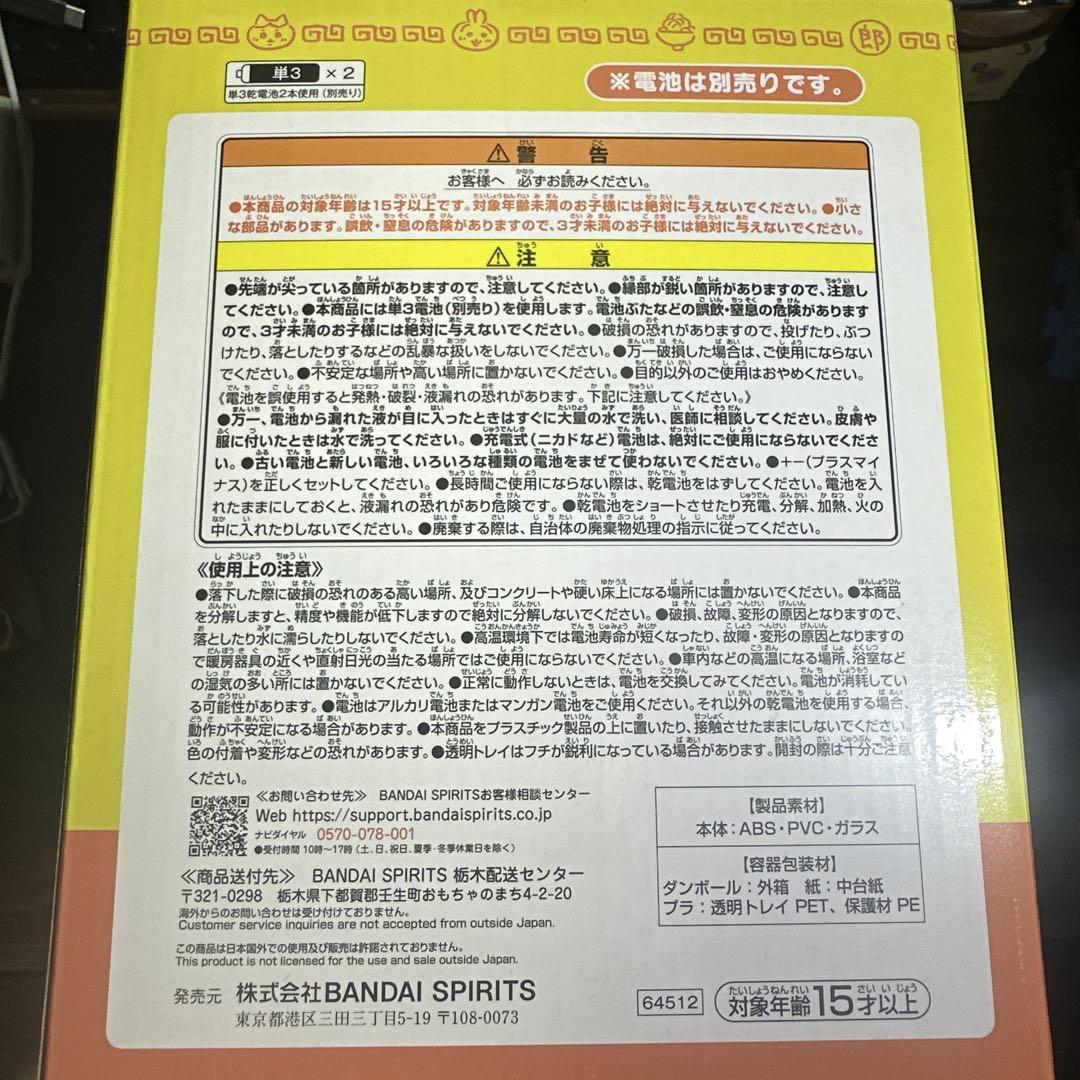 郎
単3 ×2
単3乾電池2本使用(別売り)
※電池は別売りです。
⚠警告
お客様へ 必ずお読みください。
●本商品の対象年齢は15才以上です。対象年齢未満のお子様には絶対に与えないでください。●小さ
な部品があります。誤飲・窒息の危険がありますので、3才未満のお子様には絶対に与えないでください。
⚠注意
●先端が尖っている箇所がありますので、注意してください。●縁部が鋭い箇所がありますので、注意し
てください。●本商品には単3電池(別売り)を使用します。電池ぶたなどの誤飲・窒息の危険があります
ので、3才未満のお子様には絶対に与えないでください。●破損の恐れがありますので、投げたり、ぶつ
けたり、落としたりするなどの乱暴な扱いをしないでください。●万一破損した場合は、ご使用にならない
でください。●不安定な場所や高い場所に置かないでください。●目的以外のご使用はおやめください。
《電池を誤使用すると発熱・破裂・液漏れの恐れがあります。下記に注意してください。》
●万一、電池から漏れた液が目に入ったときはすぐに大量の水で洗い、医師に相談してください。皮膚や
服に付いたときは水で洗ってください。●充電式(ニカドなど)電池は、絶対にご使用にならないでくださ
い。●古い電池と新しい電池、いろいろな種類の電池をまぜて使わないでください。●+−(プラスマイ
ナス)を正しくセットしてください。●長時間ご使用にならない際は、乾電池をはずしてください。電池を入
れたままにしておくと、液漏れの恐れがあり危険です。●乾電池をショートさせたり充電、分解、加熱、火の
中に入れたりしないでください。●廃棄する際は、自治体の廃棄物処理の指示に従ってください。
《使用上の注意》
●落下した際に破損の恐れのある高い場所、及びコンクリートや硬い床上になる場所には置かないでください。●本商品
を分解しますと、精度や機能が低下しますので絶対に分解しないでください。●破損、故障、変形の原因となりますので、
落としたり水に濡らしたりしないでください。●高温環境下では電池寿命が短くなったり、故障・変形の原因となりますの
で暖房器具の近くや直射日光の当たる場所ではご使用にならないでください。●車内などの高温になる場所、浴室など
の湿気の多い所には置かないでください。●正常に動作しないときは、電池を交換してみてください。電池が消耗してい
る可能性があります。●電池はアルカリ電池またはマンガン電池をご使用ください。それ以外の乾電池を使用する場合、
動作が不安定になる場合があります。●本商品をプラスチック製品の上に置いたり、接触させたままにしないでください。
色の付着や変形などの恐れがあります。●透明トレイはフチが鋭利になっている場合があります。開封の際は十分ご注意
ください。
≪お問い合わせ先≫ BANDAI SPIRITSお客様相談センター
Web https://support.bandaispirits.co.jp
ナビダイヤル 0570-078-001
●受付時間 10時〜17時(土、日、祝日、夏季・冬季休業日を除く)
≪商品送付先≫ BANDAI SPIRITS 栃木配送センター
〒321-0298 栃木県下都賀郡壬生町おもちゃのまち4-2-20
海外からのお問い合わせは受け付けておりません。
Customer service inquiries are not accepted from outside Japan.
この商品は日本国外での使用及び販売は許諾されておりません。
This product is not licensed for the use and sale outside Japan.
発売元 株式会社BANDAI SPIRITS
東京都港区三田三丁目5-19 〒108-0073
【製品素材】
本体:ABS・PVC・ガラス
【容器包装材】
ダンボール:外箱 紙:中台紙
プラ:透明トレイ PET、保護材 PE
64512
対象年齢15才以上